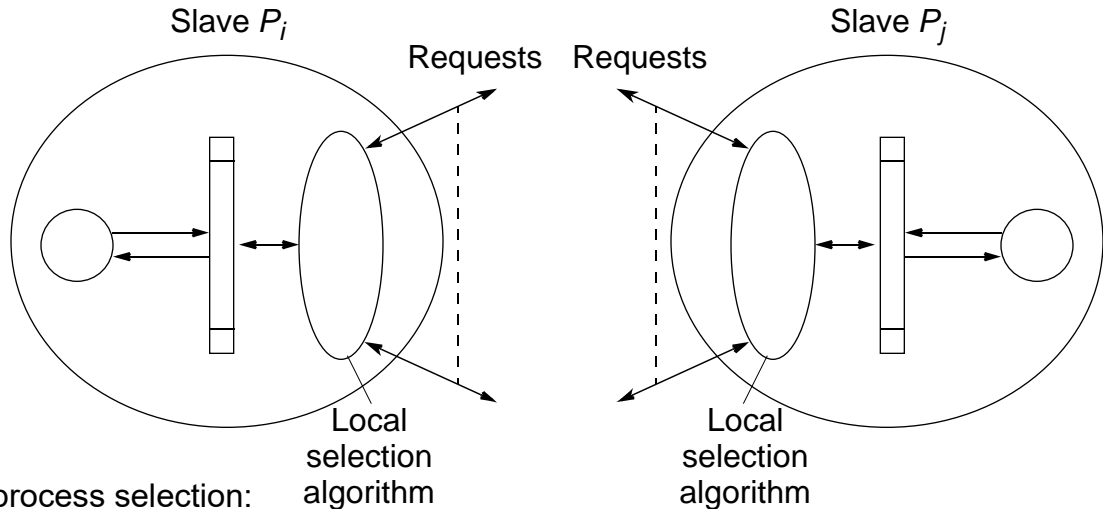 Slave Pi
Slave Pj
Requests
Requests
Local
selection
algorithm
Local
selection
algorithm
process selection: